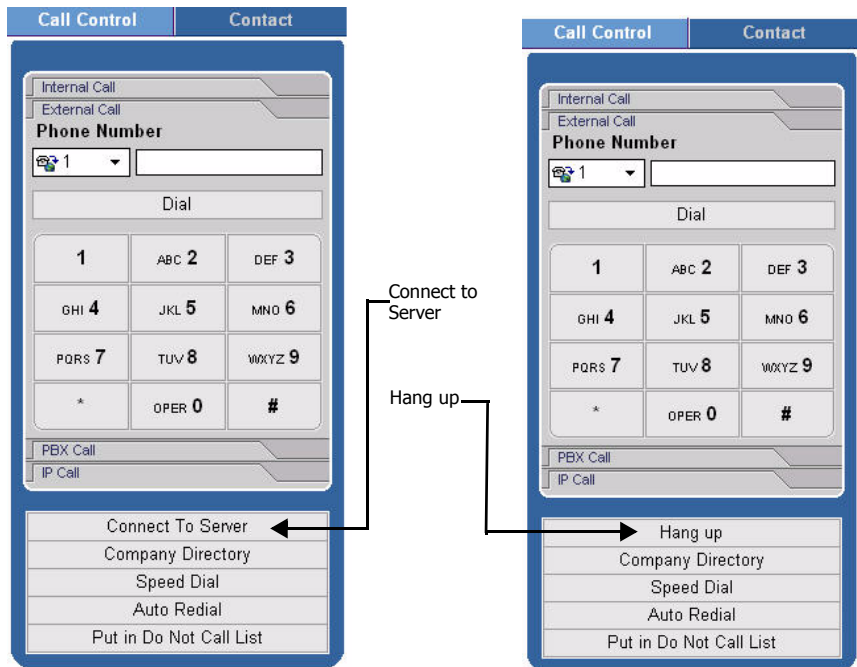 Call Control Contact
Internal Call
External Call
Phone Number
1
Dial
1 ABC 2 DEF 3
GHI 4 JKL 5 MNO 6
PQRS 7 TUV 8 WXYZ 9
* OPER 0 #
PBX Call
IP Call
Connect To Server
Company Directory
Speed Dial
Auto Redial
Put in Do Not Call List
Connect to
Server
Hang up
Call Control Contact
Internal Call
External Call
Phone Number
1
Dial
1 ABC 2 DEF 3
GHI 4 JKL 5 MNO 6
PQRS 7 TUV 8 WXYZ 9
* OPER 0 #
PBX Call
IP Call
Hang up
Company Directory
Speed Dial
Auto Redial
Put in Do Not Call List